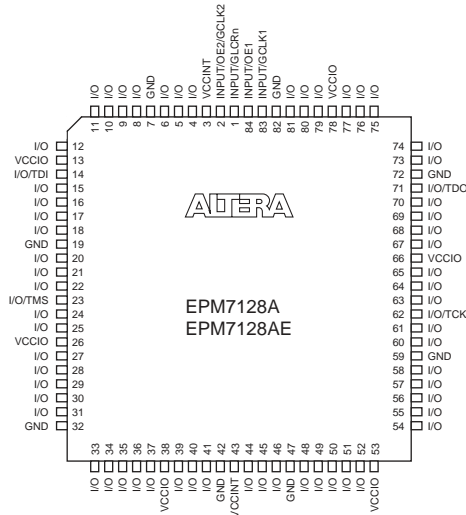 I/O
I/O
I/O
I/O
GND
I/O
I/O
I/O
VCCINT
INPUT/OE2/GCLK2
INPUT/GLCRn
INPUT/OE1
INPUT/GCLK1
GND
I/O
I/O
I/O
VCCIO
I/O
I/O
I/O
11 10 9 8 7 6 5 4 3 2 1 84 83 82 81 80 79 78 77 76 75
I/O 12
VCCIO 13
I/O/TDI 14
I/O 15
I/O 16
I/O 17
I/O 18
GND 19
I/O 20
I/O 21
I/O 22
I/O/TMS 23
I/O 24
I/O 25
VCCIO 26
I/O 27
I/O 28
I/O 29
I/O 30
I/O 31
GND 32
ALTERA
EPM7128A
EPM7128AE
74 I/O
73 I/O
72 GND
71 I/O/TDO
70 I/O
69 I/O
68 I/O
67 I/O
66 VCCIO
65 I/O
64 I/O
63 I/O
62 I/O/TCK
61 I/O
60 I/O
59 GND
58 I/O
57 I/O
56 I/O
55 I/O
54 I/O
33 34 35 36 37 38 39 40 41 42 43 44 45 46 47 48 49 50 51 52 53
I/O
I/O
I/O
I/O
I/O
VCCIO
I/O
I/O
I/O
GND
VCCINT
I/O
I/O
I/O
GND
I/O
I/O
I/O
I/O
I/O
VCCIO